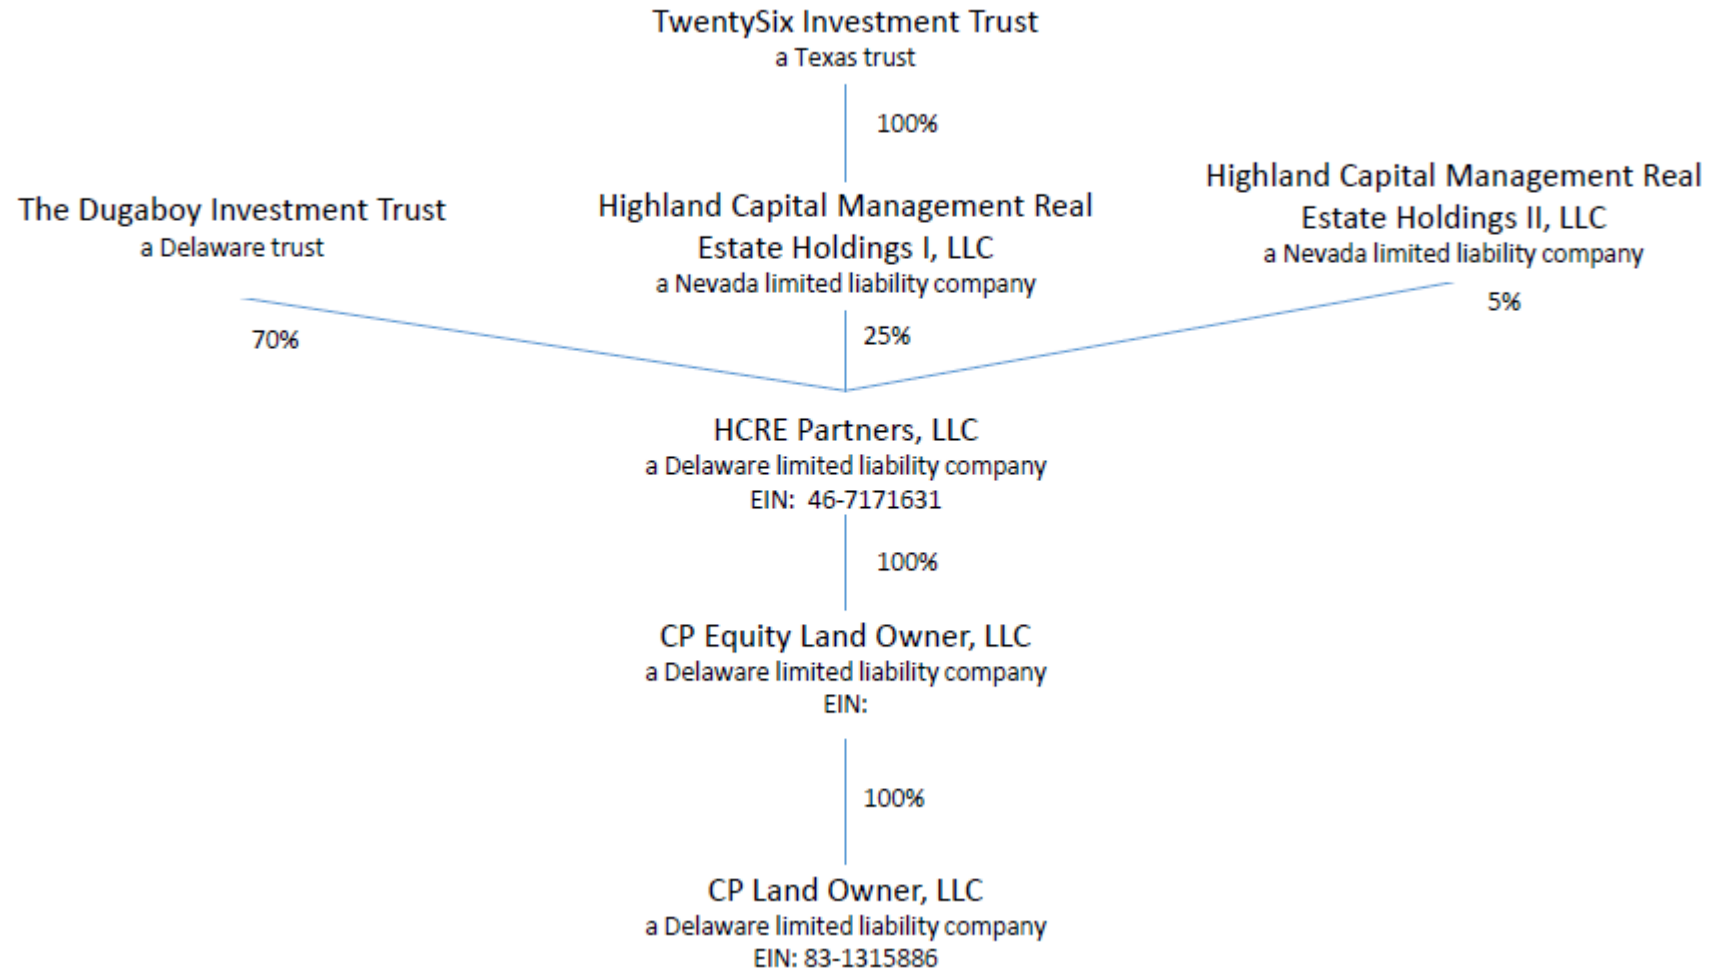 TwentySix Investment Trust
a Texas trust
100%
The Dugaboy Investment Trust
a Delaware trust
70%
Highland Capital Management Real
Estate Holdings I, LLC
a Nevada limited liability company
25%
Highland Capital Management Real
Estate Holdings II, LLC
a Nevada limited liability company
5%
HCRE Partners, LLC
a Delaware limited liability company
EIN:  46-7171631
100%
CP Equity Land Owner, LLC
a Delaware limited liability company
EIN:
100%
CP Land Owner, LLC
a Delaware limited liability company
EIN: 83-1315886